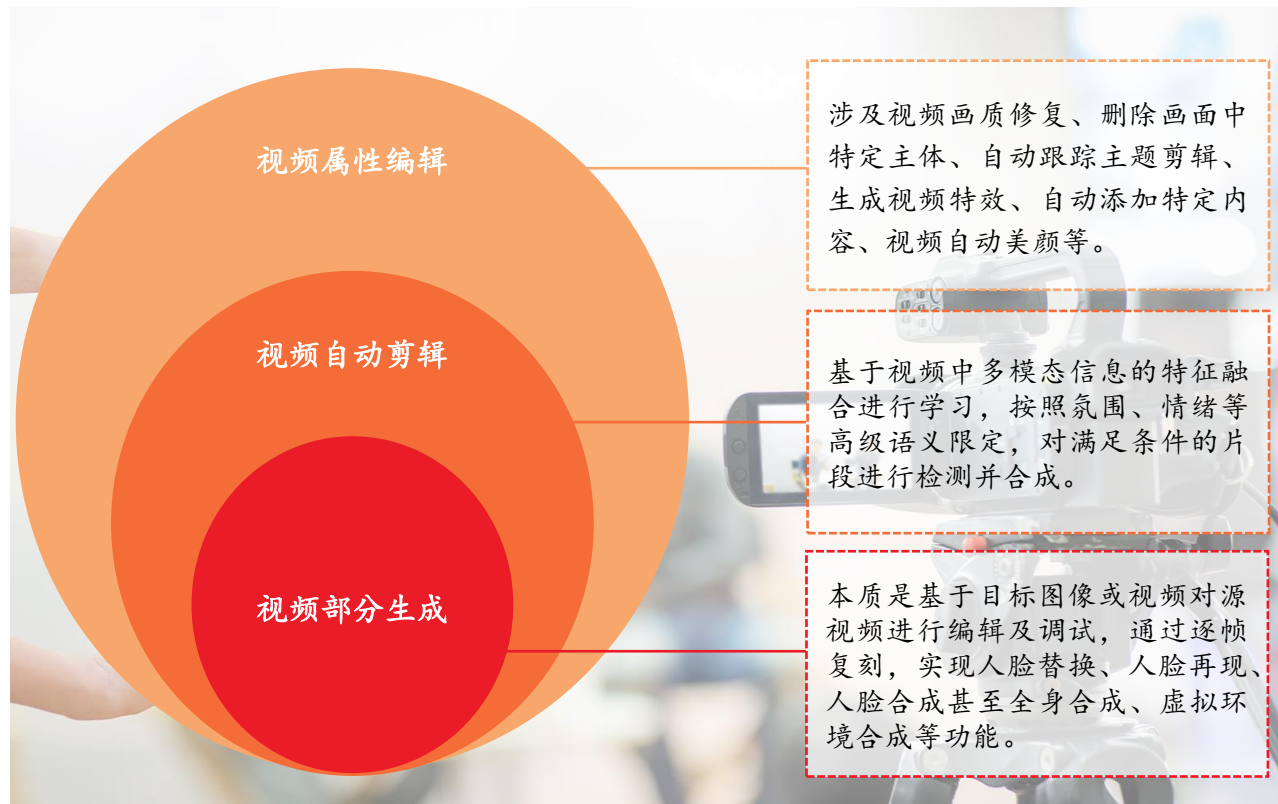 视频属性编辑
涉及视频画质修复、删除画面中
特定主体、自动跟踪主题剪辑、
生成视频特效、自动添加特定内
容、视频自动美颜等。
视频自动剪辑
基于视频中多模态信息的特征融
合进行学习，按照氛围、情绪等
高级语义限定，对满足条件的片
段进行检测并合成。
视频部分生成
本质是基于目标图像或视频对源
视频进行编辑及调试，通过逐帧
复刻，实现人脸替换、人脸再现、
人脸合成甚至全身合成、虚拟环
境合成等功能。